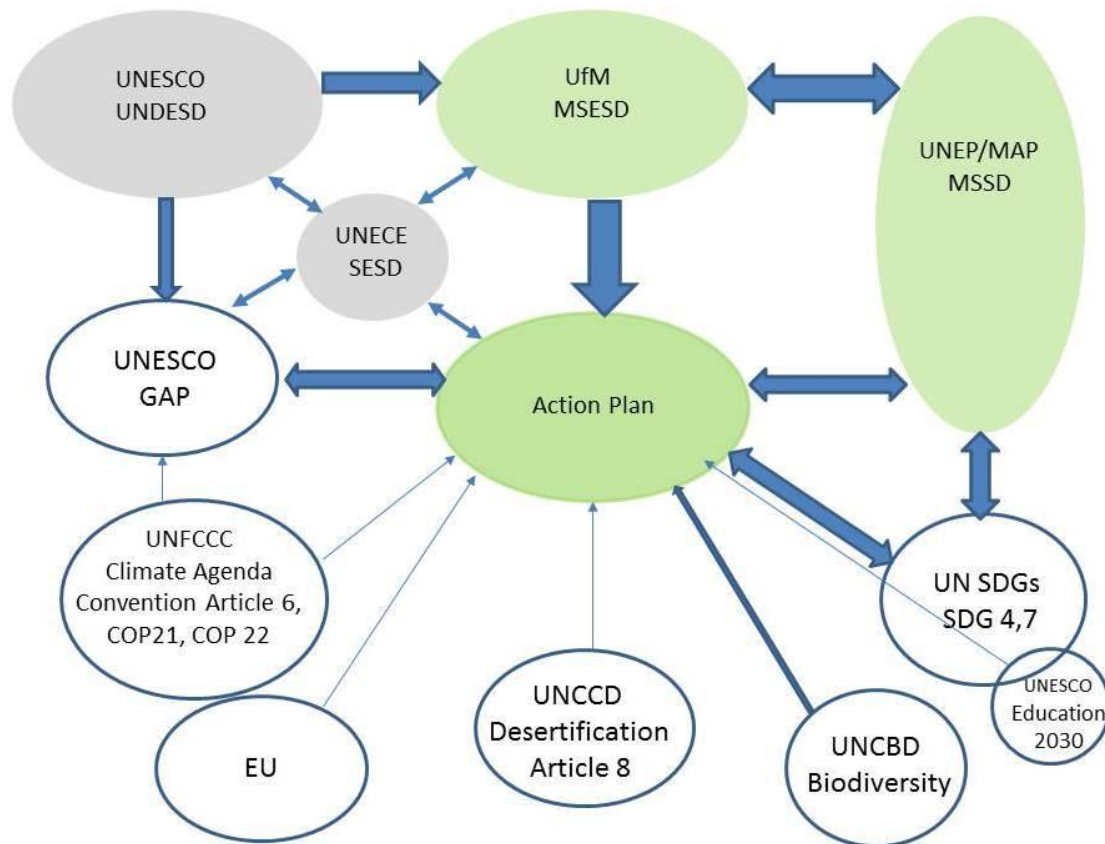 UNESCO
UNDESD
UfM
MSESD
UNEP/MAP
MSSD
UNECE
SESD
UNESCO
GAP
Action Plan
UNFCCC
Climate Agenda
Convention Article 6,
COP21, COP 22
UN SDGs
SDG 4,7
UNESCO
Education
2030
EU
UNCCD
Desertification
Article 8
UNCBD
Biodiversity